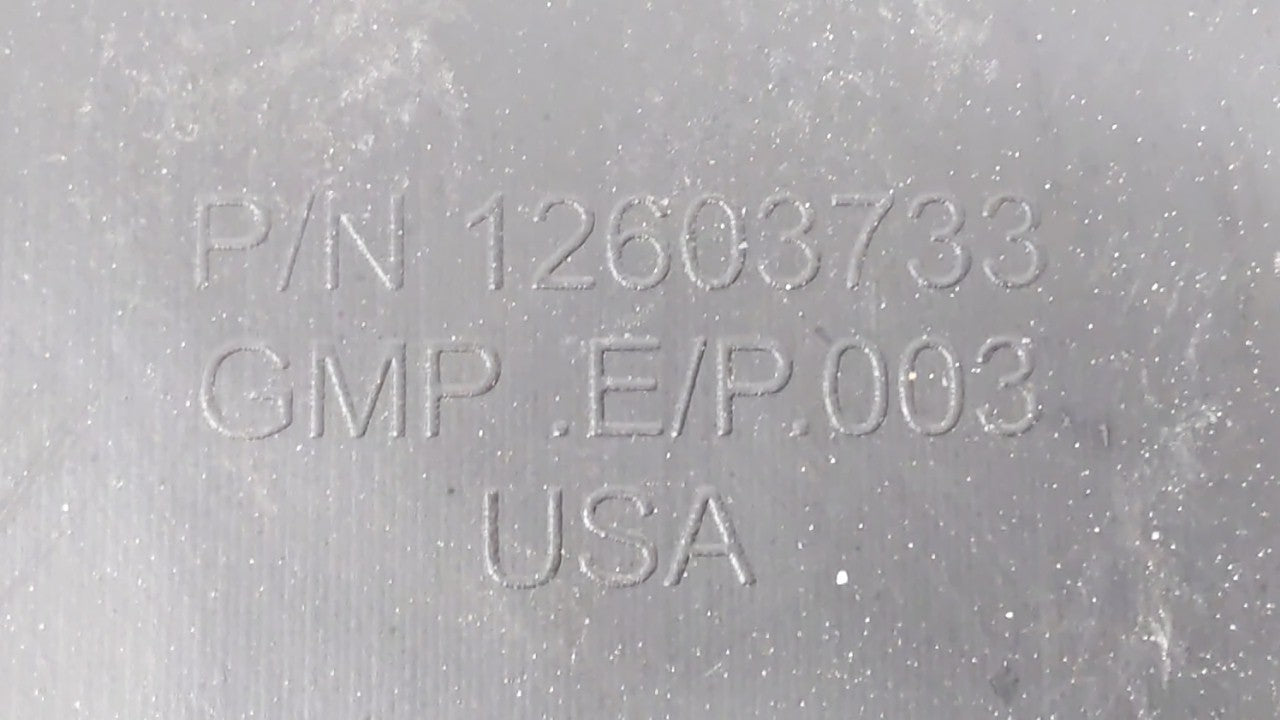 P/N 12603733
GMP .E/P.003
USA